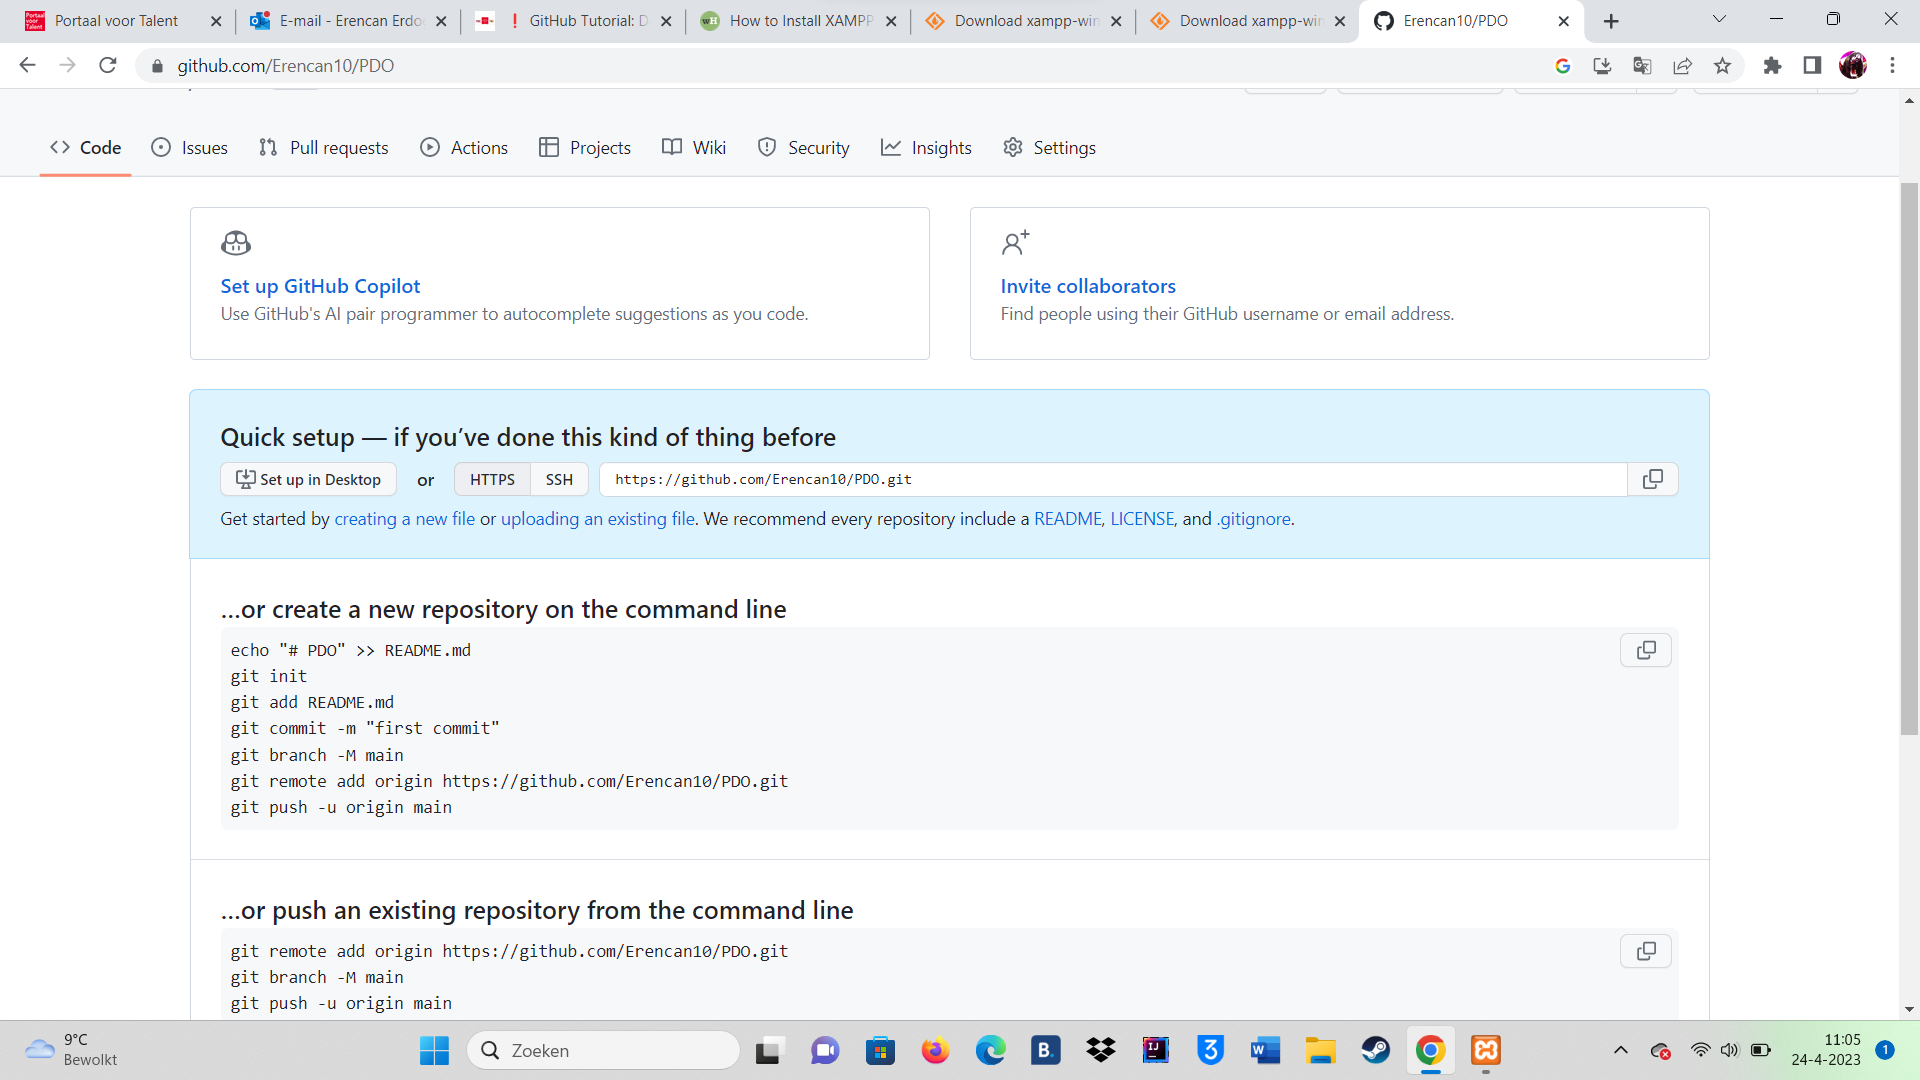 Portaal voor Talent
E-mail - Erencan Erdo
GitHub Tutorial: D
How to Install XAMPP
Download xampp-win
Download xampp-win
Erencan10/PDO
github.com/Erencan10/PDO
Code
Issues
Pull requests
Actions
Projects
Wiki
Security
Insights
Settings
Set up GitHub Copilot
Use GitHub's AI pair programmer to autocomplete suggestions as you code.
Invite collaborators
Find people using their GitHub username or email address.
Quick setup — if you’ve done this kind of thing before
Set up in Desktop or HTTPS SSH https://github.com/Erencan10/PDO.git
Get started by creating a new file or uploading an existing file. We recommend every repository include a README, LICENSE, and .gitignore.
…or create a new repository on the command line
echo "# PDO" >> README.md
git init
git add README.md
git commit -m "first commit"
git branch -M main
git remote add origin https://github.com/Erencan10/PDO.git
git push -u origin main
…or push an existing repository from the command line
git remote add origin https://github.com/Erencan10/PDO.git
git branch -M main
git push -u origin main
9°C
Bewolkt
Zoeken
11:05
24-4-2023
1